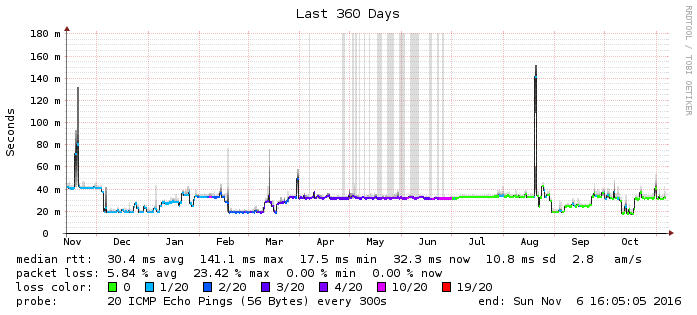 Last 360 Days
RRDTOOL / TOBI OETIKER
Seconds
180 m
160 m
140 m
120 m
100 m
80 m
60 m
40 m
20 m
0
Nov Dec Jan Feb Mar Apr May Jun Jul Aug Sep Oct
median rtt: 30.4 ms avg 141.1 ms max 17.5 ms min 32.3 ms now 10.8 ms sd 2.8 am/s
packet loss: 5.84 % avg 23.42 % max 0.00 % min 0.00 % now
loss color: 0 1/20 2/20 3/20 4/20 10/20 19/20
probe: 20 ICMP Echo Pings (56 Bytes) every 300s end: Sun Nov 6 16:05:05 2016